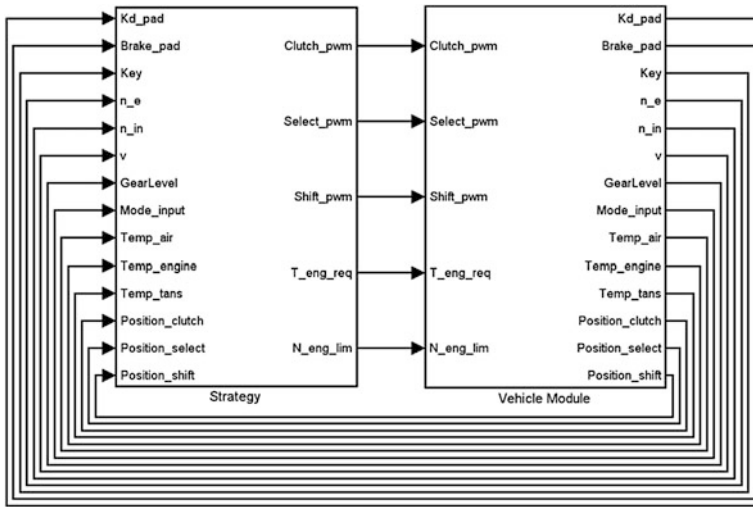 Kd_pad
Brake_pad
Key
n_e
n_in
v
GearLevel
Mode_input
Temp_air
Temp_engine
Temp_tans
Position_clutch
Position_select
Position_shift
Clutch_pwm
Select_pwm
Shift_pwm
T_eng_req
N_eng_lim
Strategy
Clutch_pwm
Select_pwm
Shift_pwm
T_eng_req
N_eng_lim
Kd_pad
Brake_pad
Key
n_e
n_in
v
GearLevel
Mode_input
Temp_air
Temp_engine
Temp_tans
Position_clutch
Position_select
Position_shift
Vehicle Module